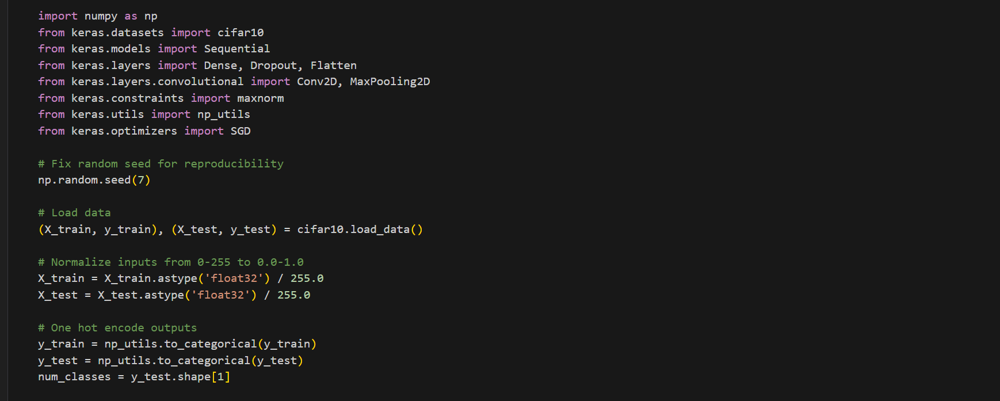 import numpy as np
from keras.datasets import cifar10
from keras.models import Sequential
from keras.layers import Dense, Dropout, Flatten
from keras.layers.convolutional import Conv2D, MaxPooling2D
from keras.constraints import maxnorm
from keras.utils import np_utils
from keras.optimizers import SGD
# Fix random seed for reproducibility
np.random.seed(7)
# Load data
(X_train, y_train), (X_test, y_test) = cifar10.load_data()
# Normalize inputs from 0-255 to 0.0-1.0
X_train = X_train.astype('float32') / 255.0
X_test = X_test.astype('float32') / 255.0
# One hot encode outputs
y_train = np_utils.to_categorical(y_train)
y_test = np_utils.to_categorical(y_test)
num_classes = y_test.shape[1]